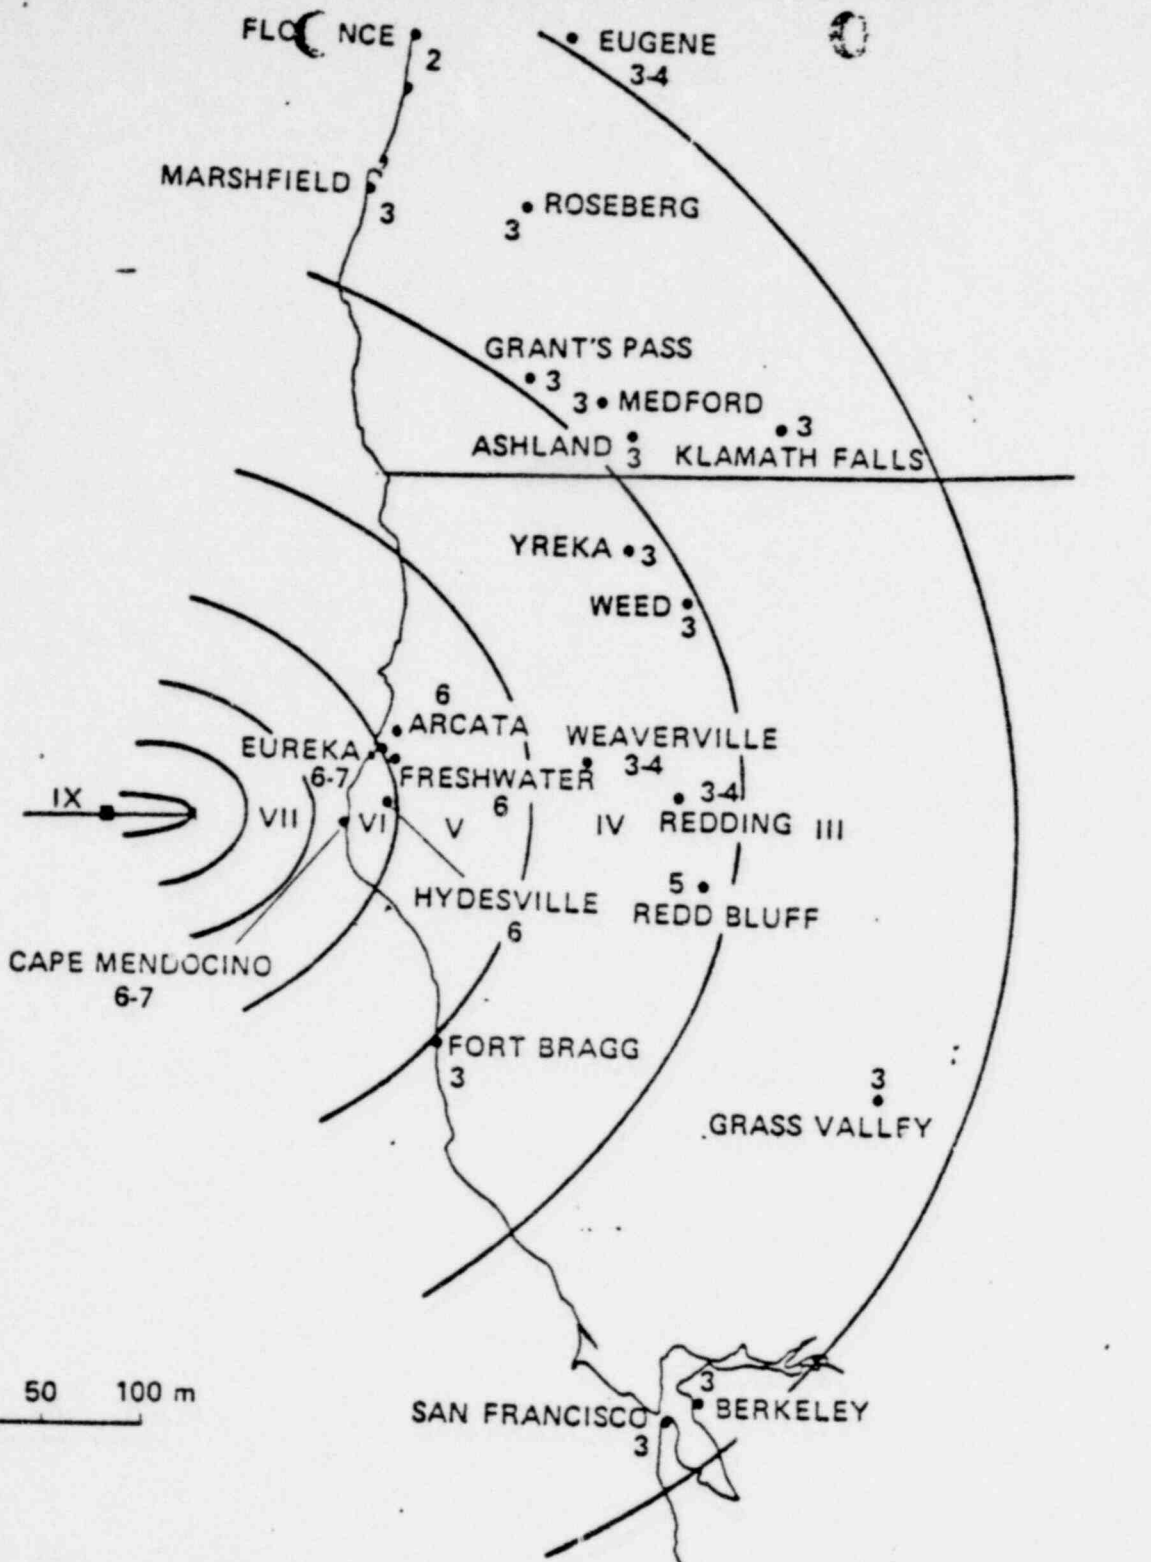 FLO NCE
2
EUGENE
3-4
MARSHFIELD
3
ROSEBERG
3
GRANT'S PASS
3
3 MEDFORD
ASHLAND
3
3
KLAMATH FALLS
YREKA 3
WEED
3
6
ARCATA
EUREKA
6-7
FRESHWATER
6
WEAVERVILLE
3-4
3-4
REDDING
IX
VII
VI
V
IV
III
HYDESVILLE
6
5
REDD BLUFF
CAPE MENDOCINO
6-7
FORT BRAGG
3
3
GRASS VALLEY
50 100 m
SAN FRANCISCO
3
3
BERKELEY